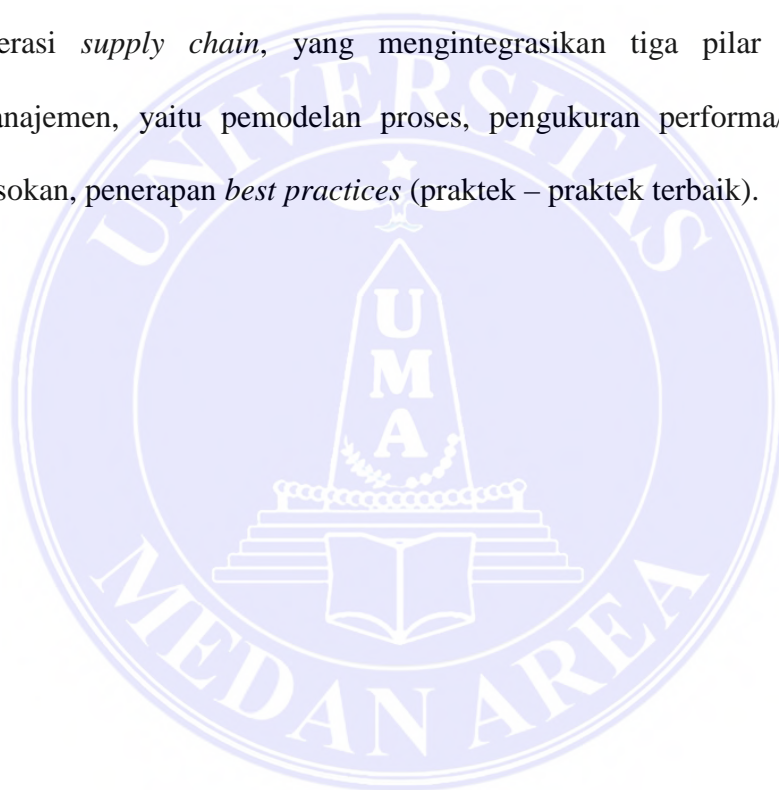 erasi supply chain, yang mengintegrasikan tiga pilar
anajemen, yaitu pemodelan proses, pengukuran performa/
sokan, penerapan best practices (praktek – praktek terbaik).
UNIVERSITAS
UMA
MEDAN AREA